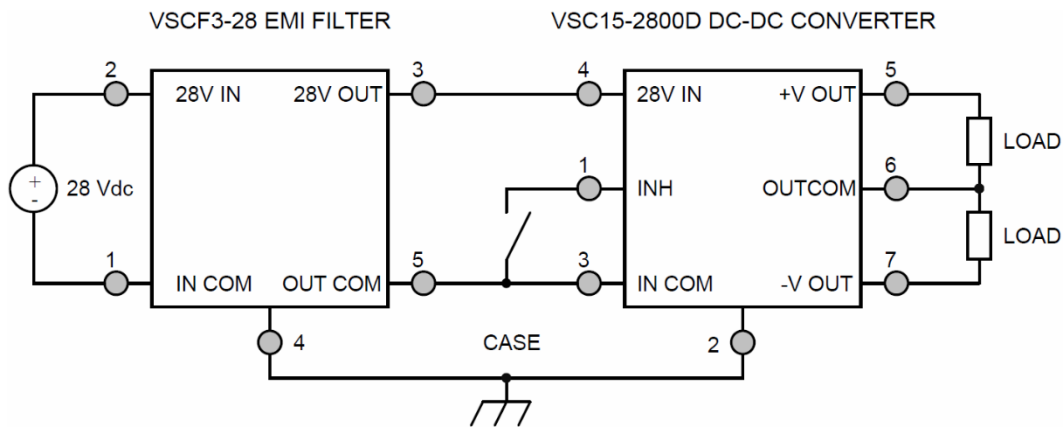 VSCF3-28 EMI FILTER
VSC15-2800D DC-DC CONVERTER
2
3
4
5
28V IN
28V OUT
28V IN
+V OUT
LOAD
+
-
28 Vdc
1
INH
OUTCOM
6
LOAD
1
5
3
7
IN COM
OUT COM
IN COM
-V OUT
4
CASE
2